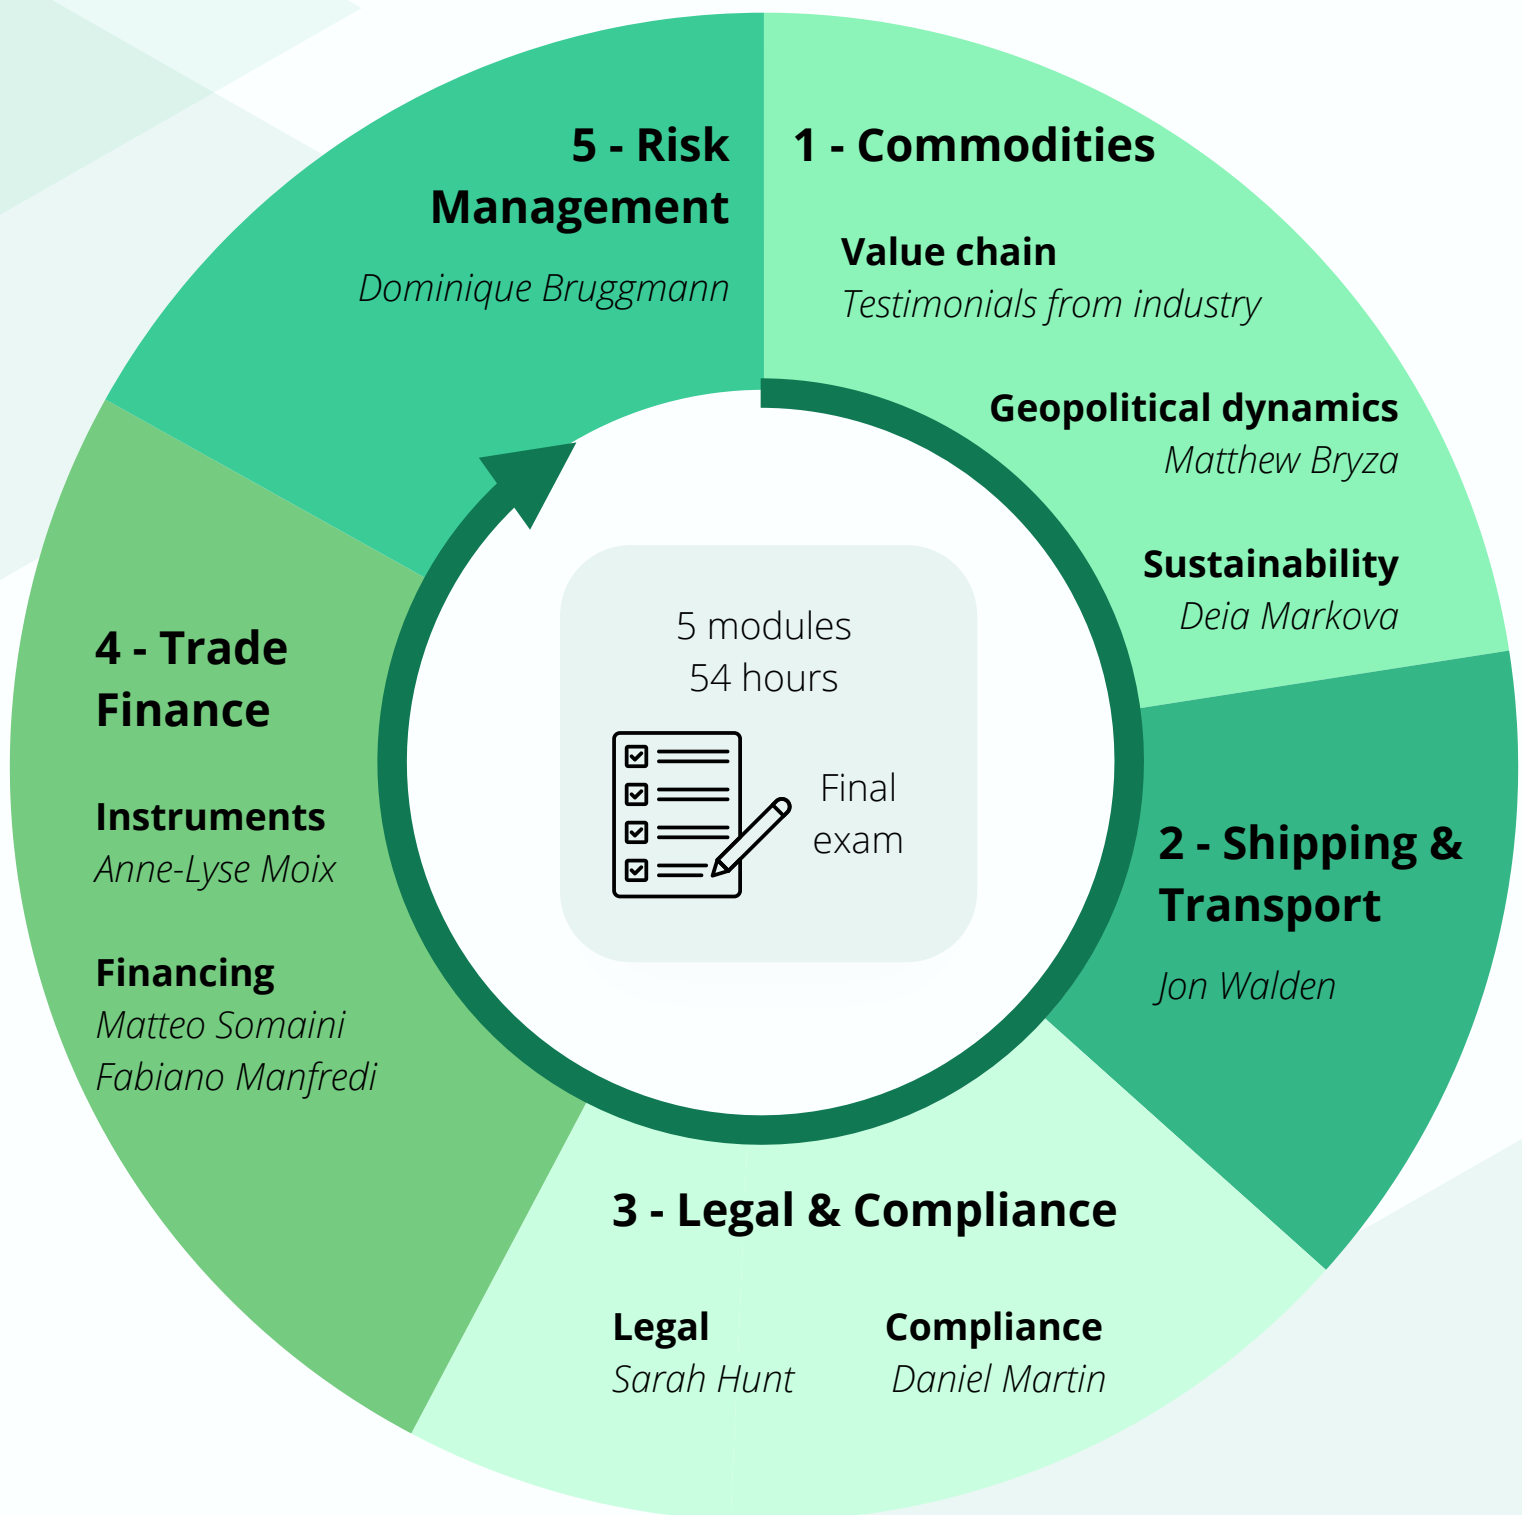 1 - Commodities
Value chain
Testimonials from industry
Geopolitical dynamics
Matthew Bryza
Sustainability
Deia Markova
2 - Shipping &
Transport
Jon Walden
3 - Legal & Compliance
Legal
Sarah Hunt
Compliance
Daniel Martin
4 - Trade
Finance
Instruments
Anne-Lyse Moix
Financing
Matteo Somaini
Fabiano Manfredi
5 - Risk
Management
Dominique Bruggmann
5 modules
54 hours
Final
exam